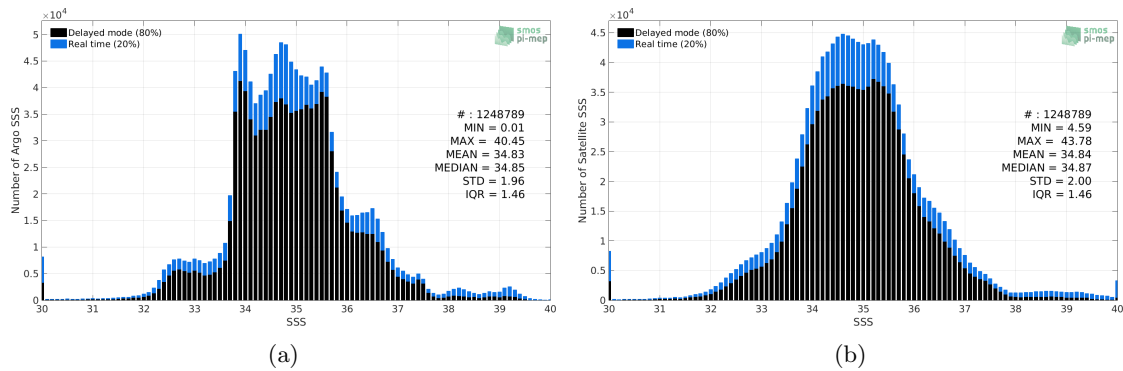 ×10⁴
Delayed mode (80%)
Real time (20%)
smos
pi-mep
5
4.5
4
3.5
3
2.5
2
1.5
1
0.5
0
Number of Argo SSS
# : 1248789
MIN = 0.01
MAX = 40.45
MEAN = 34.83
MEDIAN = 34.85
STD = 1.96
IQR = 1.46
30 31 32 33 34 35 36 37 38 39 40
SSS
(a)
×10⁴
Delayed mode (80%)
Real time (20%)
smos
pi-mep
4.5
4
3.5
3
2.5
2
1.5
1
0.5
0
Number of Satellite SSS
# : 1248789
MIN = 4.59
MAX = 43.78
MEAN = 34.84
MEDIAN = 34.87
STD = 2.00
IQR = 1.46
30 31 32 33 34 35 36 37 38 39 40
SSS
(b)